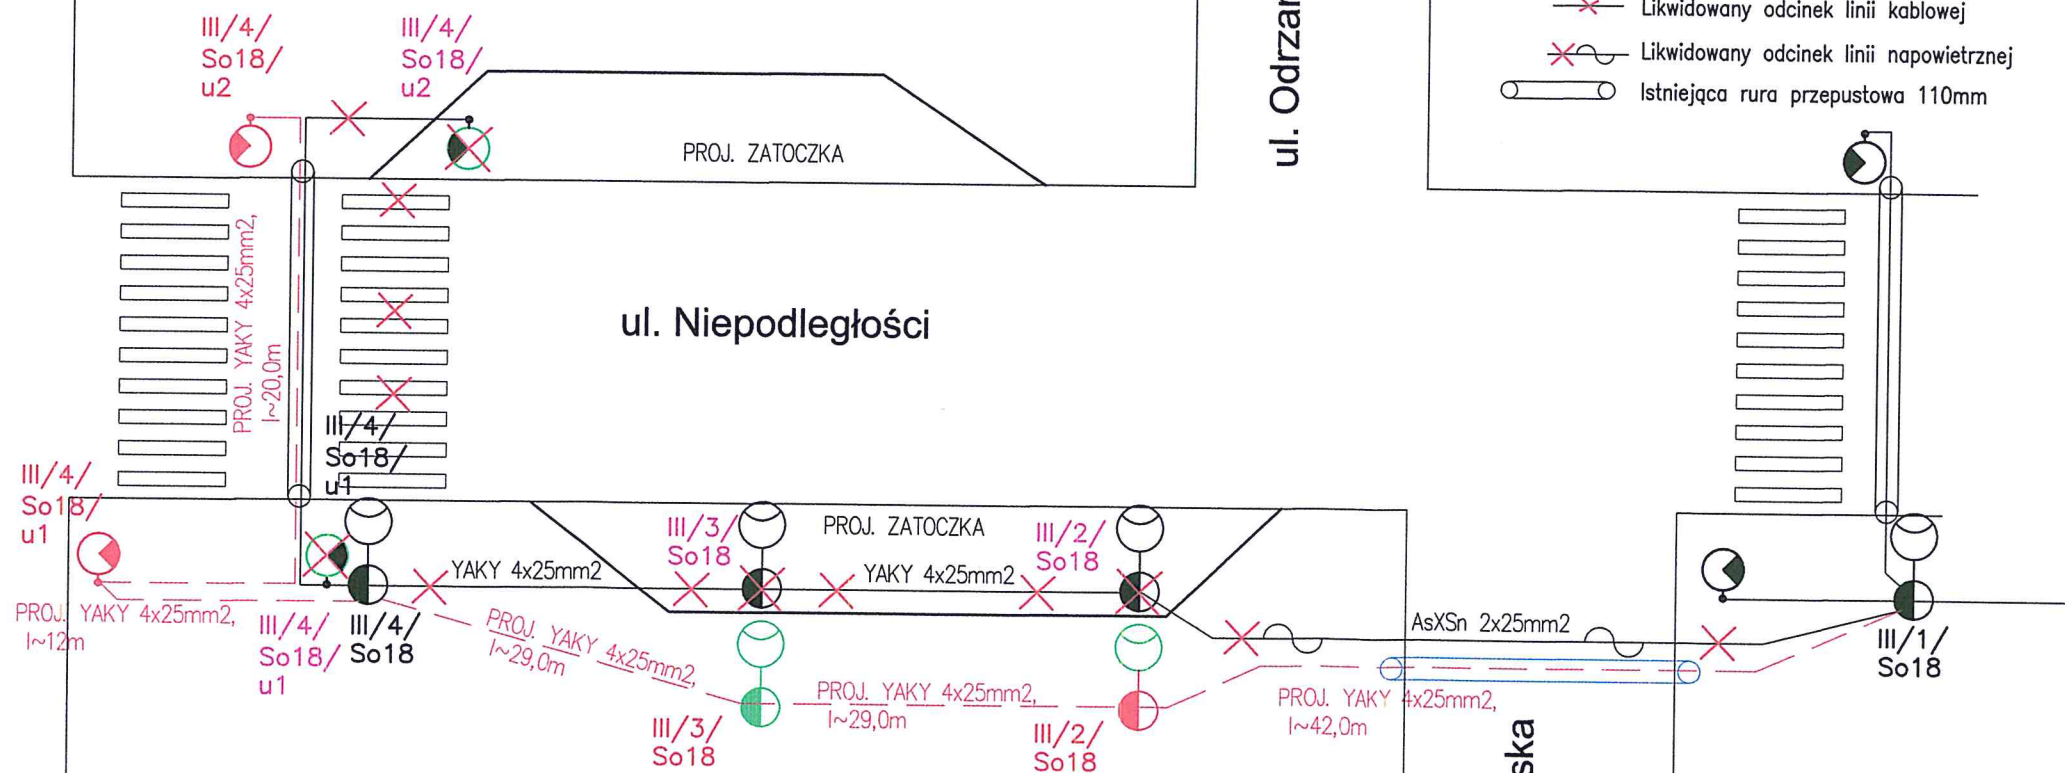 III/4/
So18/
u2
III/4/
So18/
u2
PROJ. ZATOCZKA
Likwidowany odcinek linii kablowej
Likwidowany odcinek linii napowietrznej
Istniejąca rura przepustowa 110mm
PROJ. YAKY 4x25mm2,
l~20,0m
ul. Niepodległości
III/4/
So18/
u1
III/4/
So18/
u1
PROJ. YAKY 4x25mm2,
l~12m
III/4/
So18/
u1
III/4/
So18
YAKY 4x25mm2
III/3/
So18
PROJ. ZATOCZKA
YAKY 4x25mm2
III/2/
So18
AsXSn 2x25mm2
III/1/
So18
PROJ. YAKY 4x25mm2,
l~29,0m
III/3/
So18
PROJ. YAKY 4x25mm2,
l~29,0m
III/2/
So18
PROJ. YAKY 4x25mm2,
l~42,0m
ul. Odrzań
ska